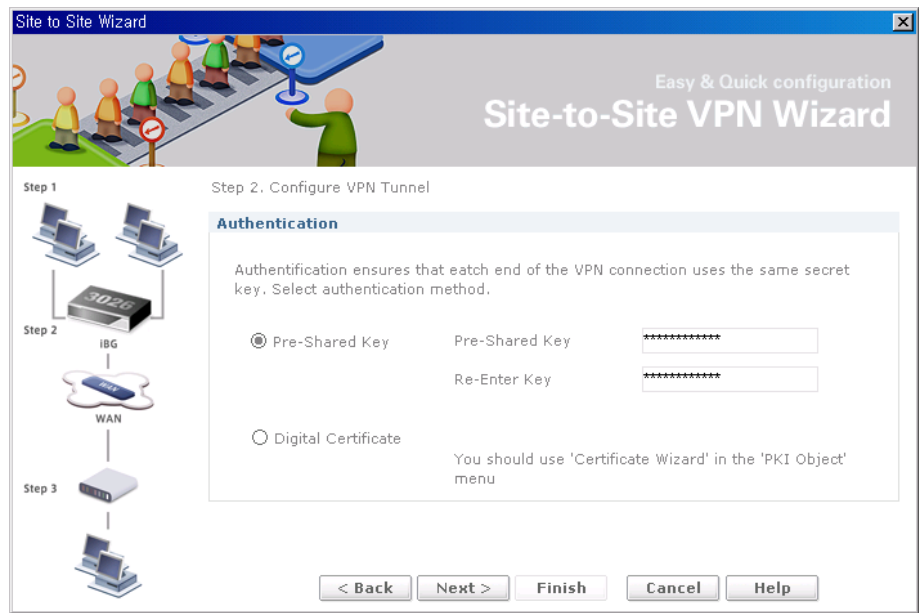 Site to Site Wizard
Easy & Quick configuration
Site-to-Site VPN Wizard
Step 1
Step 2. Configure VPN Tunnel
Authentication
Authentification ensures that eatch end of the VPN connection uses the same secret
key. Select authentication method.
3026
Step 2
iBG
Pre-Shared Key
Pre-Shared Key
************
Re-Enter Key
************
WAN
WAN
Digital Certificate
You should use 'Certificate Wizard' in the 'PKI Object'
menu
Step 3
< Back
Next >
Finish
Cancel
Help